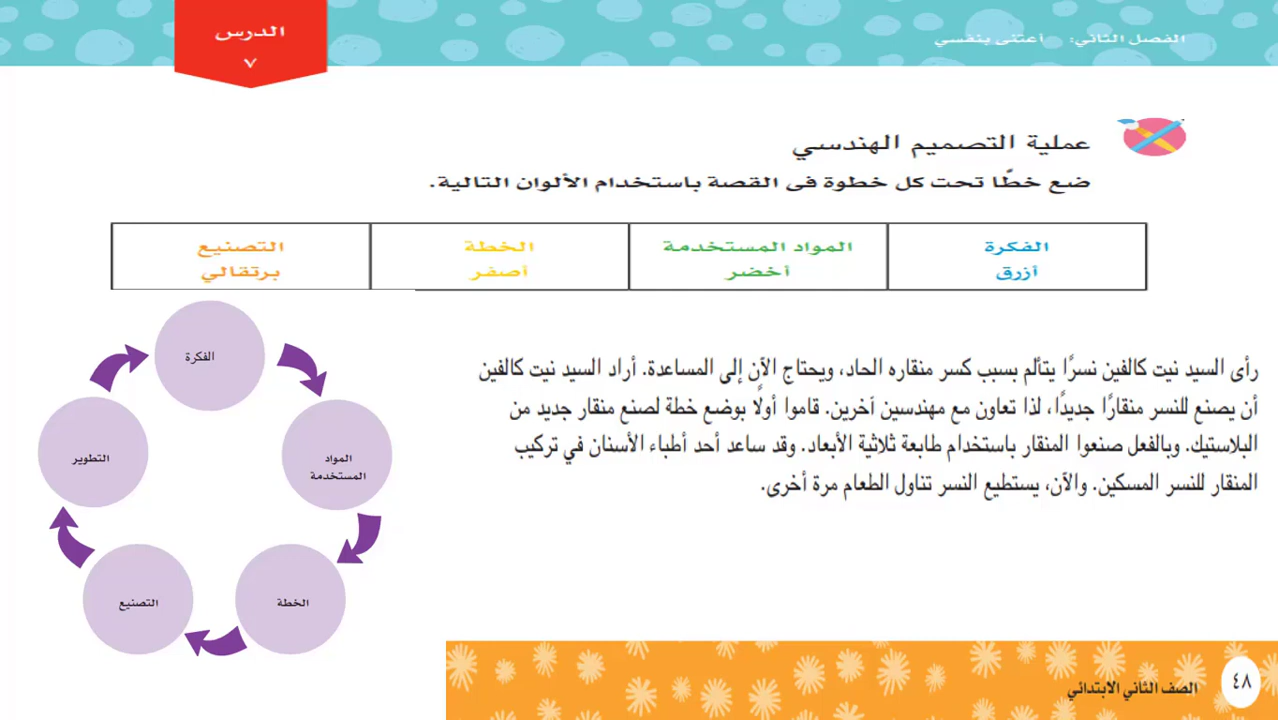 الدرس
٧
الفصل الثاني: أعتنى بنفسي
عملية التصميم الهندسي
ضع خطًّا تحت كل خطوة فى القصة باستخدام الألوان التالية.
الفكرة
أزرق
المواد المستخدمة
أخضر
الخطة
أصفر
التصنيع
برتقالي
رأى السيد نيت كالفين نسرًا يتألم بسبب كسر منقاره الحاد، ويحتاج الآن إلى المساعدة. أراد السيد نيت كالفين
أن يصنع للنسر منقارًا جديدًا، لذا تعاون مع مهندسين آخرين. قاموا أولًا بوضع خطة لصنع منقار جديد من
البلاستيك. وبالفعل صنعوا المنقار باستخدام طابعة ثلاثية الأبعاد. وقد ساعد أحد أطباء الأسنان في تركيب
المنقار للنسر المسكين. والآن، يستطيع النسر تناول الطعام مرة أخرى.
الفكرة
المواد
المستخدمة
الخطة
التصنيع
التطوير
الصف الثاني الابتدائي
٤٨